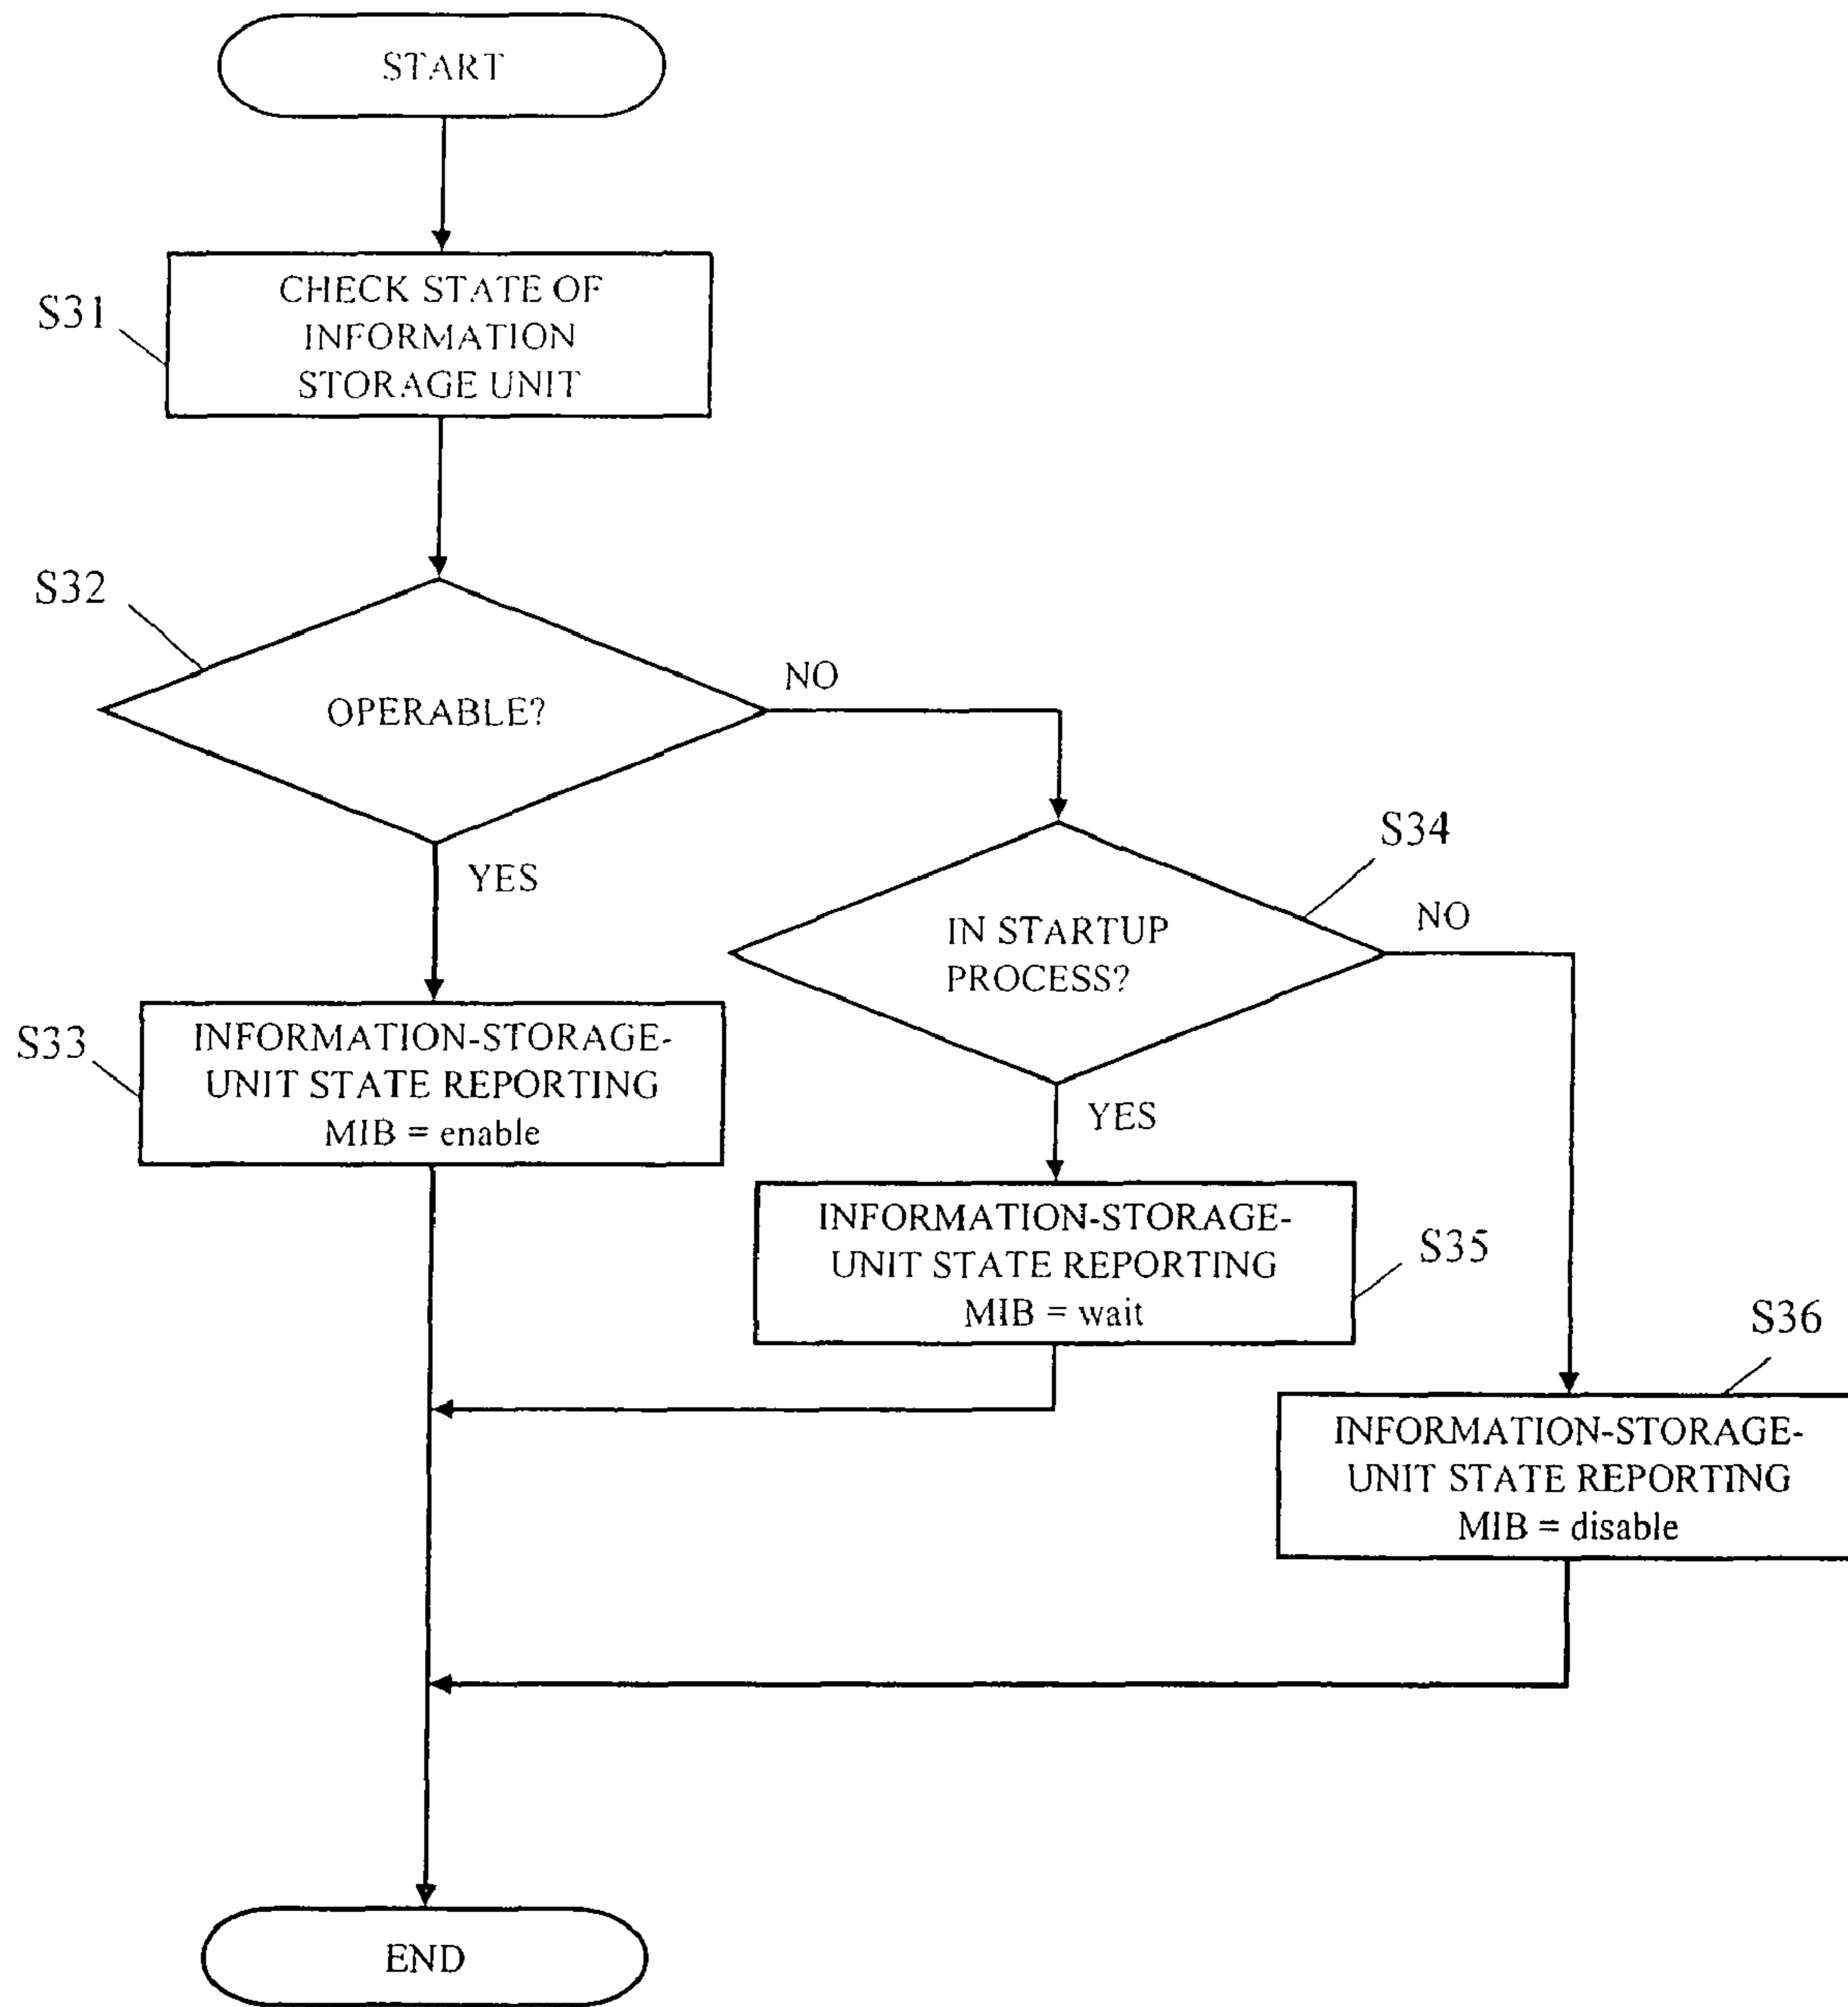 START
S31
CHECK STATE OF
INFORMATION
STORAGE UNIT
S32
OPERABLE?
NO
YES
S34
IN STARTUP
PROCESS?
NO
YES
S33
INFORMATION-STORAGE-
UNIT STATE REPORTING
MIB = enable
INFORMATION-STORAGE-
UNIT STATE REPORTING
MIB = wait
S35
S36
INFORMATION-STORAGE-
UNIT STATE REPORTING
MIB = disable
END